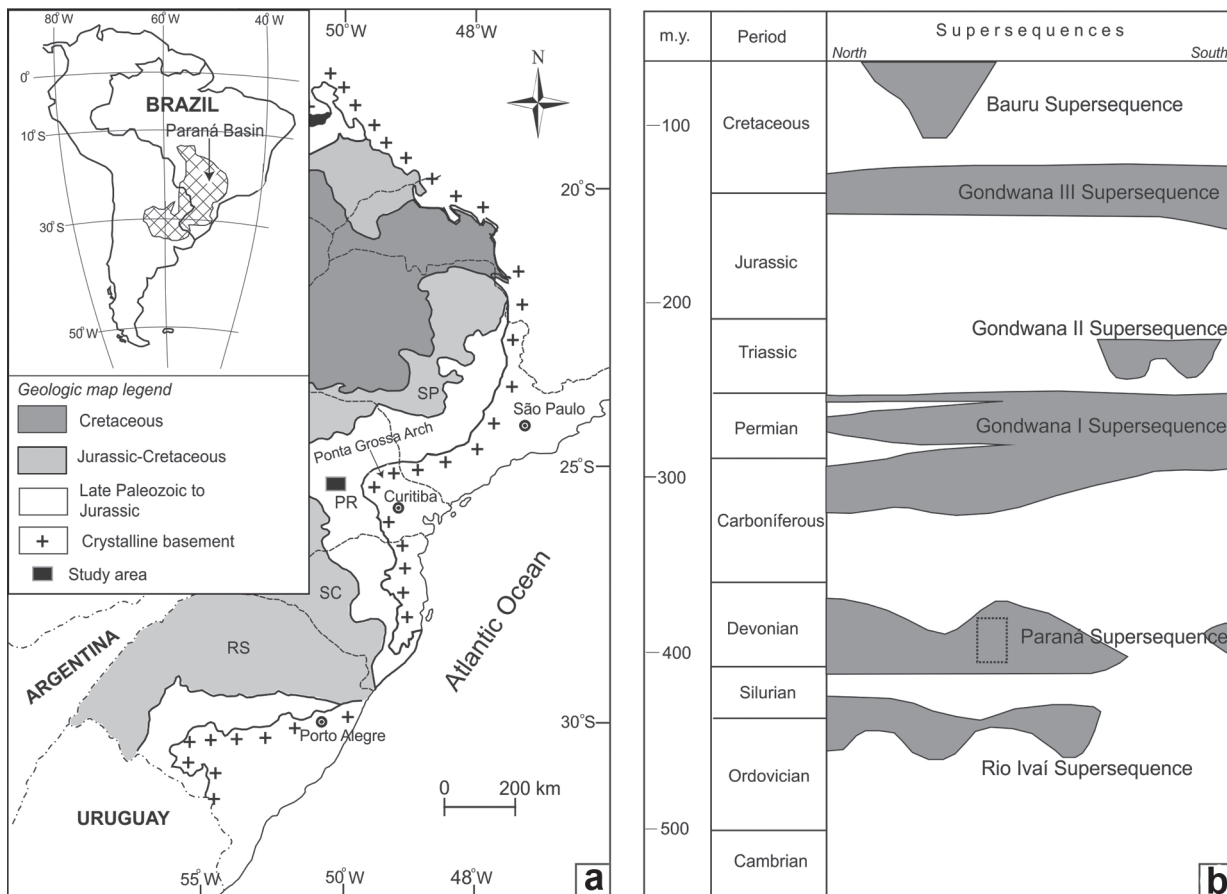 80°W
60°W
40°W
0°
BRAZIL
10°S
Paraná Basin
30°S
50°W
Geologic map legend
Cretaceous
Jurassic-Cretaceous
Late Paleozoic to
Jurassic
Crystalline basement
Study area
50°W
48°W
N
20°S
SP
São Paulo
Ponta Grossa Arch
25°S
PR
Curitiba
SC
Atlantic Ocean
ARGENTINA
RS
30°S
Porto Alegre
0
200 km
URUGUAY
55°W
50°W
48°W
a
m.y.
Period
Supersequences
North
South
Bauru Supersequence
100
Cretaceous
Gondwana III Supersequence
Jurassic
200
Gondwana II Supersequence
Triassic
Permian
Gondwana I Supersequence
300
Carboníferous
Devonian
Paraná Supersequence
400
Silurian
Rio Ivaí Supersequence
Ordovician
500
Cambrian
b